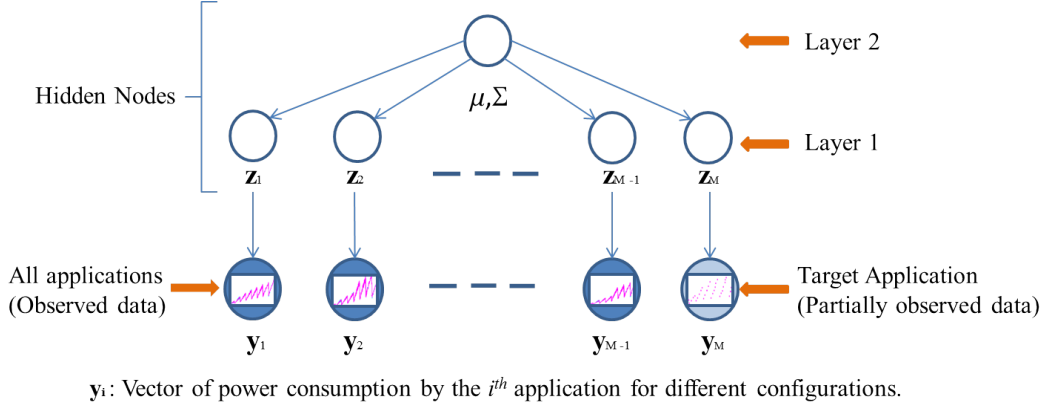 Layer 2
Hidden Nodes
μ,Σ
Layer 1
z1 z2 zM-1 zM
All applications
(Observed data)
Target Application
(Partially observed data)
y1 y2 yM-1 yM
yi: Vector of power consumption by the ith application for different configurations.